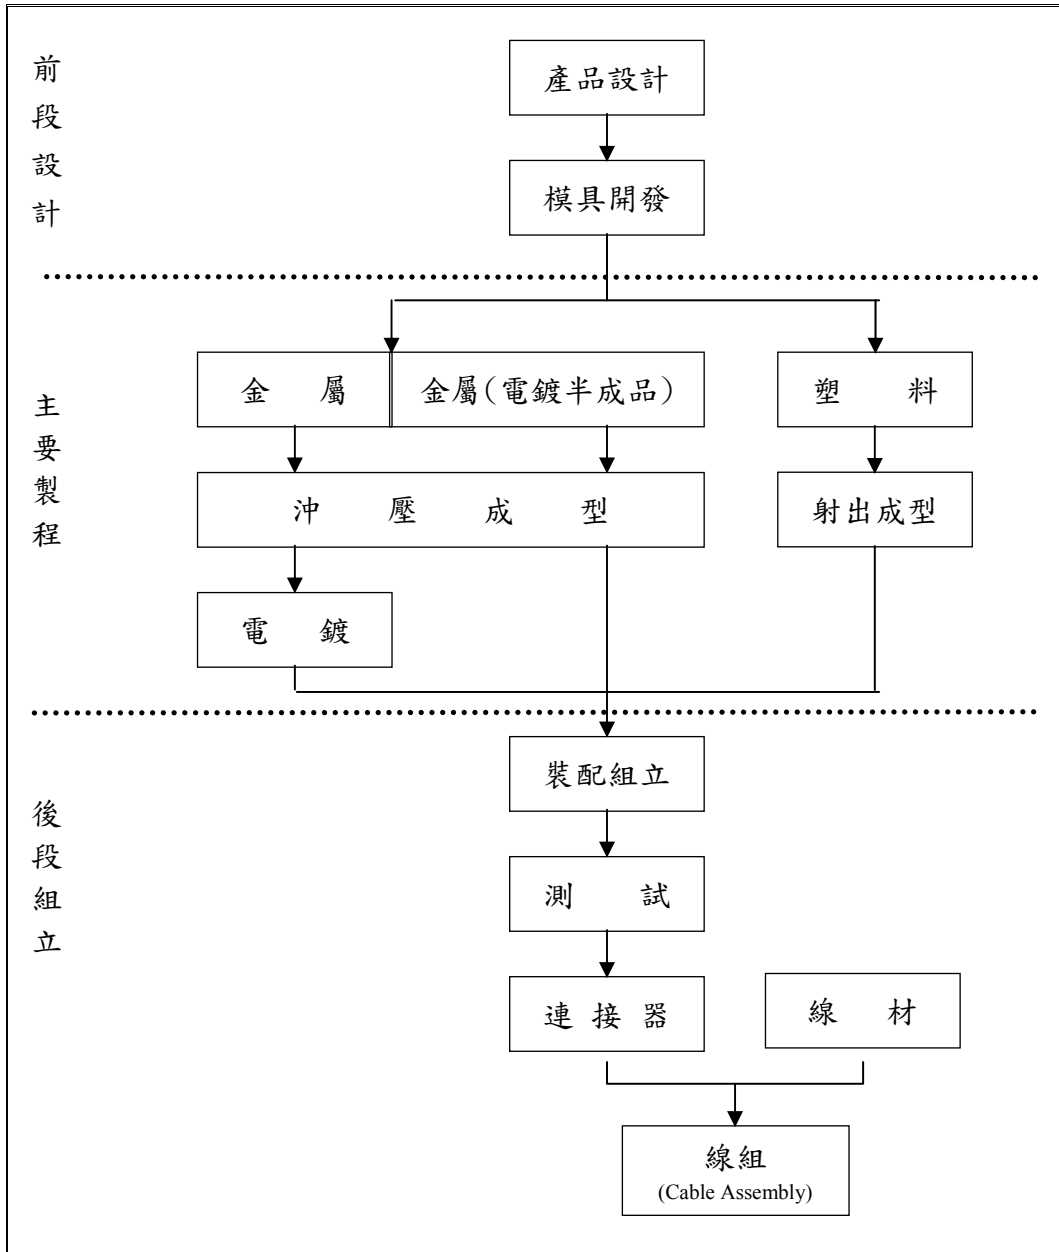 前段設計
產品設計
模具開發
主要製程
金屬
金屬(電鍍半成品)
塑料
沖壓成型
射出成型
電鍍
後段組立
裝配組立
測試
連接器
線材
線組
(Cable Assembly)